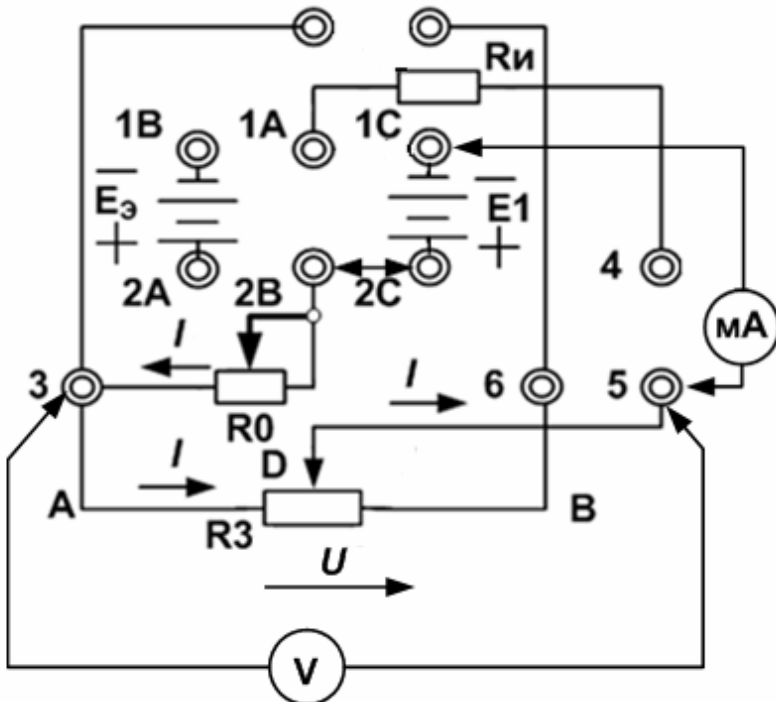 Rи
1B 1A 1C
Eэ E1
2A 2B 2C 4
мА
I I
3 6 5
R0
I D
A B
R3
U
V